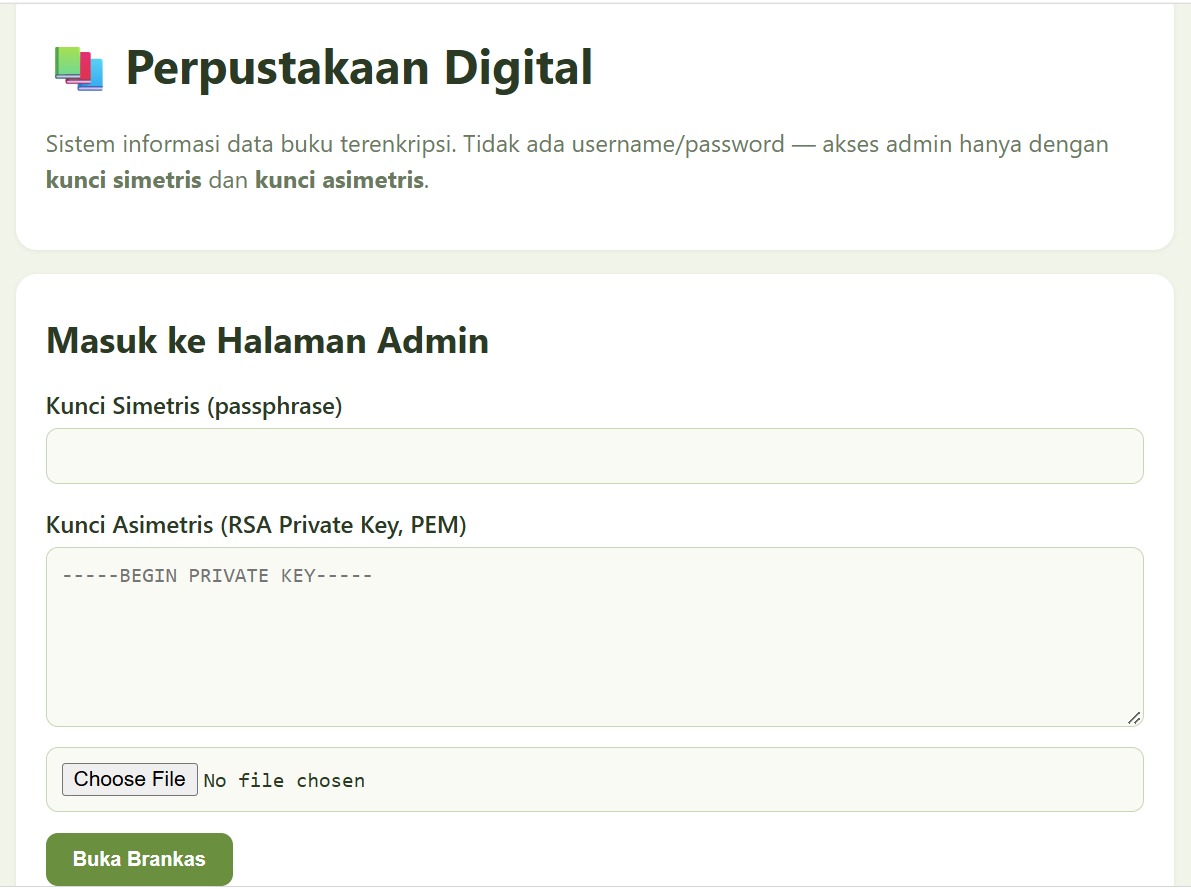 Perpustakaan Digital
Sistem informasi data buku terenkripsi. Tidak ada username/password — akses admin hanya dengan
kunci simetris dan kunci asimetris.
Masuk ke Halaman Admin
Kunci Simetris (passphrase)
Kunci Asimetris (RSA Private Key, PEM)
-----BEGIN PRIVATE KEY-----
Choose File No file chosen
Buka Brankas